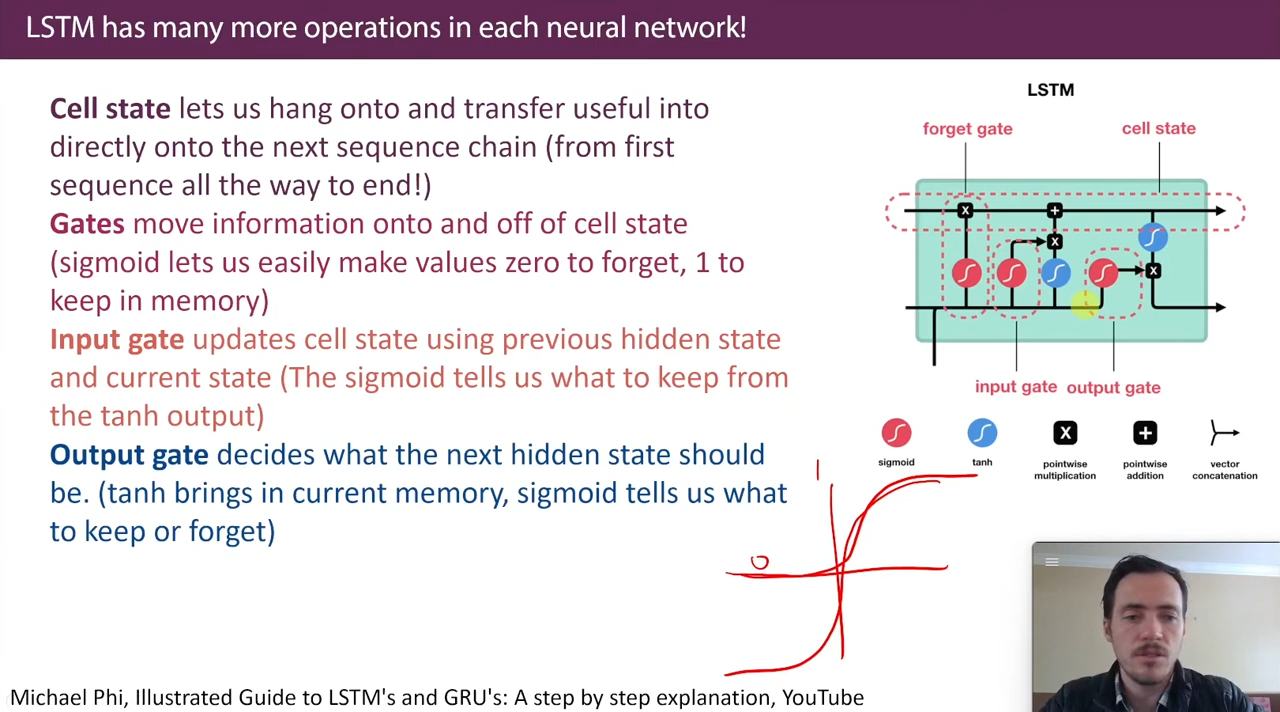 LSTM has many more operations in each neural network!
Cell state lets us hang onto and transfer useful into
directly onto the next sequence chain (from first
sequence all the way to end!)
Gates move information onto and off of cell state
(sigmoid lets us easily make values zero to forget, 1 to
keep in memory)
Input gate updates cell state using previous hidden state
and current state (The sigmoid tells us what to keep from
the tanh output)
Output gate decides what the next hidden state should
be. (tanh brings in current memory, sigmoid tells us what
to keep or forget)
LSTM
forget gate
cell state
input gate
output gate
sigmoid
tanh
pointwise
multiplication
pointwise
addition
vector
concatenation
1
0
Michael Phi, Illustrated Guide to LSTM's and GRU's: A step by step explanation, YouTube